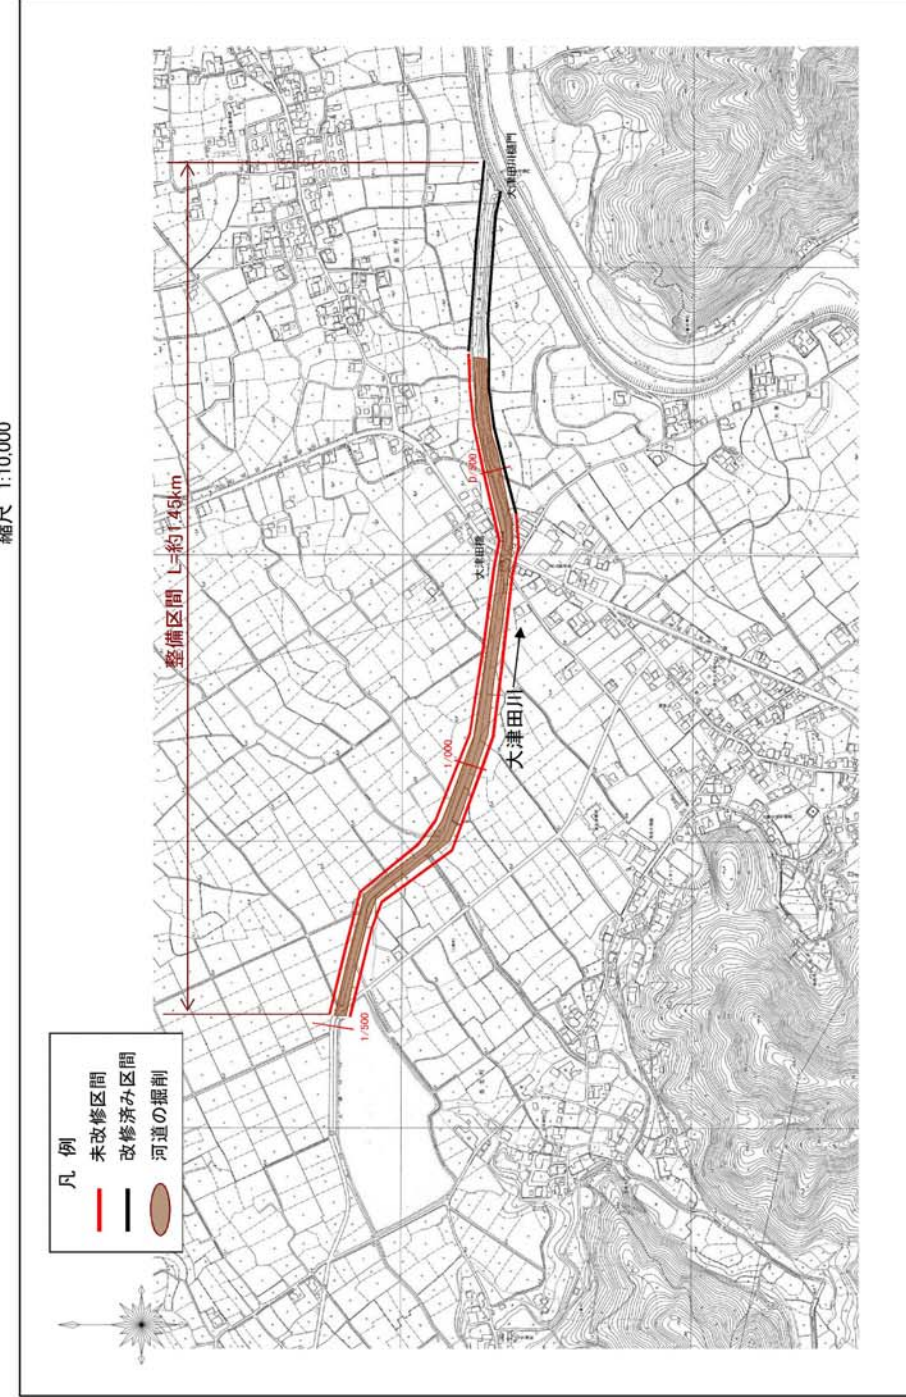 縮尺 1:10,000
整備区間 L=約1.45km
凡 例
未改修区間
改修済み区間
河道の掘削
1/500
1/000
大津田川
大津田橋
0/500
大津田川樋門